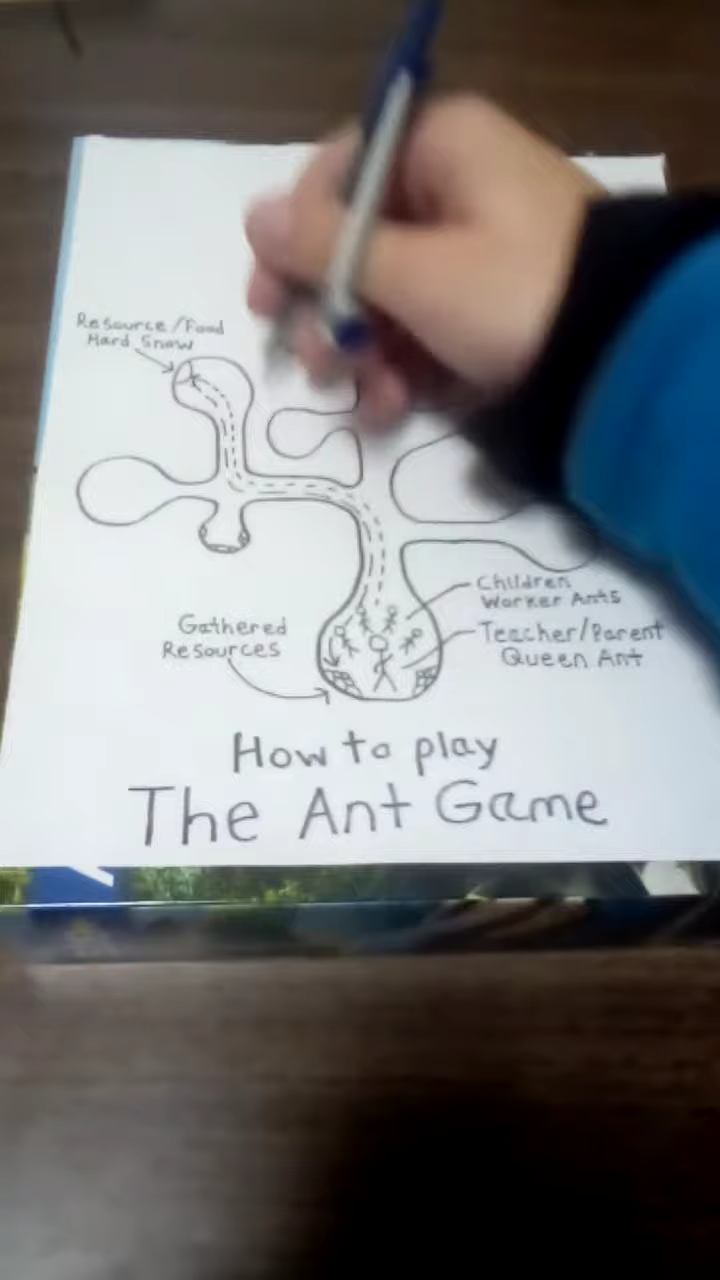 Resource/Food
Hard Snow
Children
Worker Ants
Gathered
Resources
Teacher/Parent
Queen Ant
How to play
The Ant Game